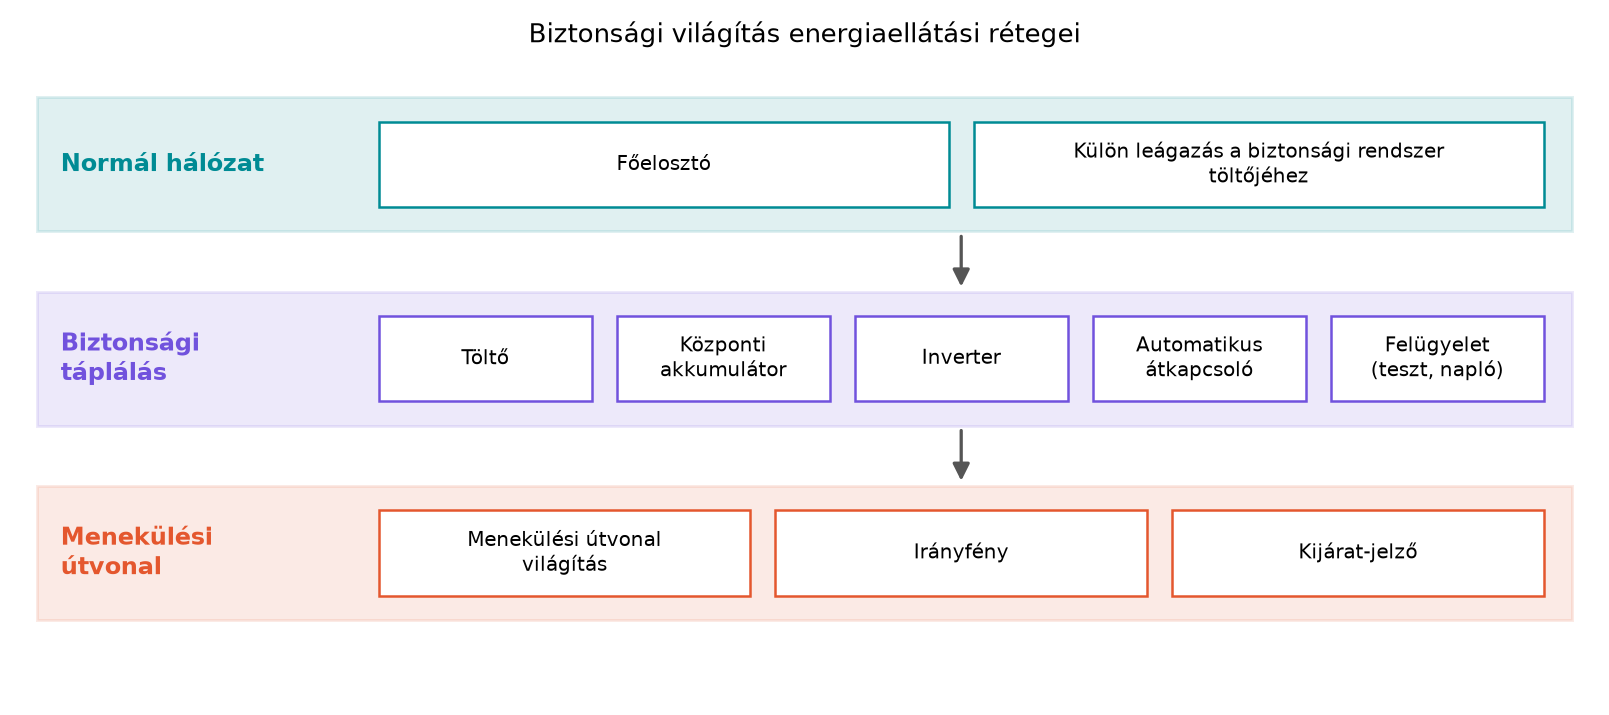 Biztonsági világítás energiaellátási rétegei
Normál hálózat
Főelosztó
Külön leágazás a biztonsági rendszer
töltőjéhez
Biztonsági
táplálás
Töltő
Központi
akkumulátor
Inverter
Automatikus
átkapcsoló
Felügyelet
(teszt, napló)
Menekülési
útvonal
Menekülési útvonal
világítás
Irányfény
Kijárat-jelző